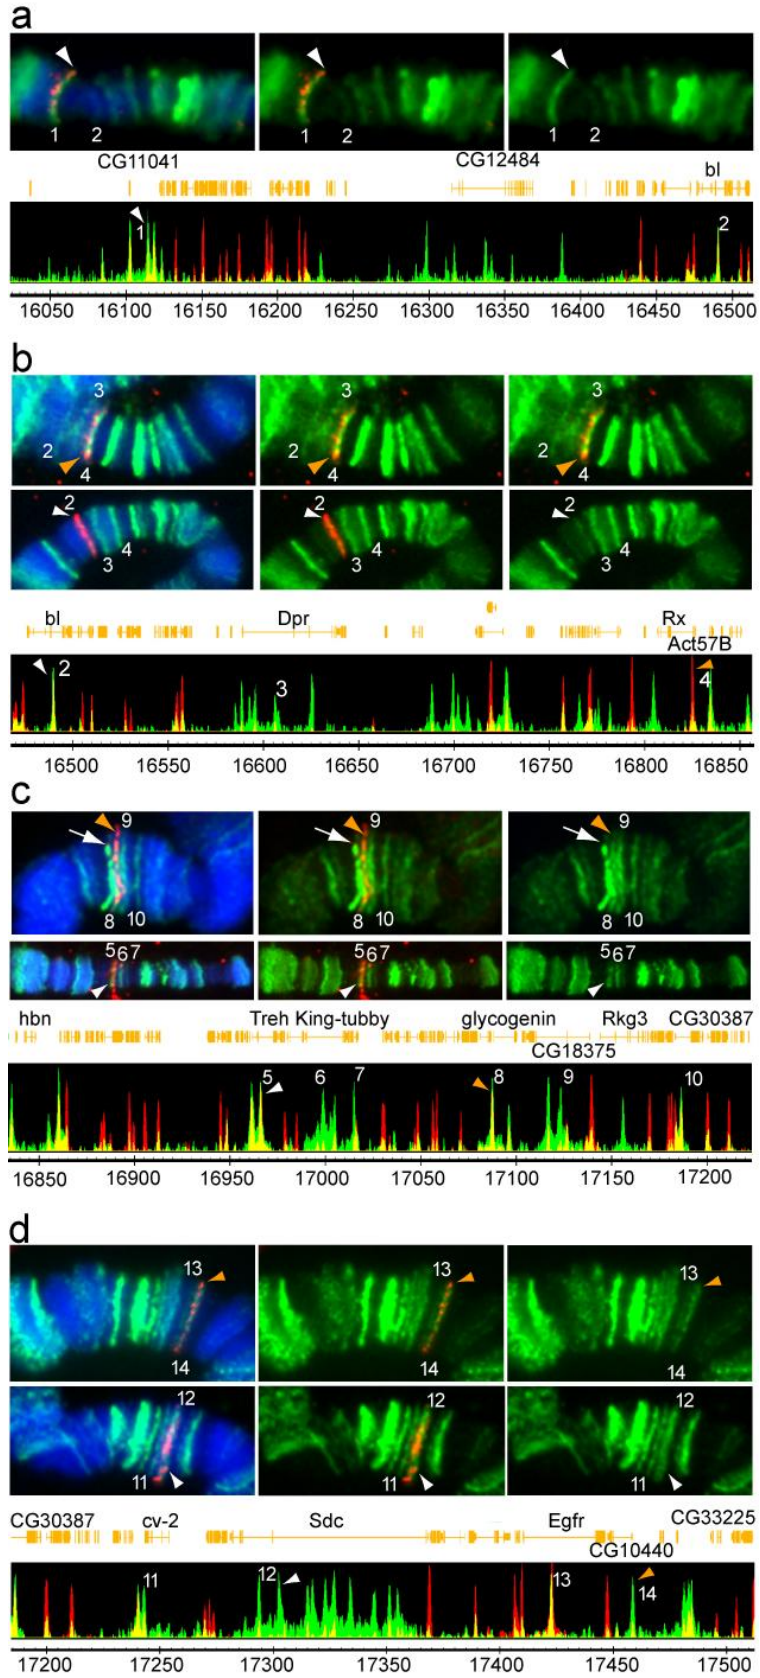 a
1 2 1 2 1 2
CG11041 CG12484
bl
1 2
16050 16100 16150 16200 16250 16300 16350 16400 16450 16500
b
3 3 3
2 2 2
4 4 4
2 2 2
4 4 4
3 3 3
bl Dpr Rx
Act57B
2 3 4
16500 16550 16600 16650 16700 16750 16800 16850
c
9 9 9
8 10 8 10 8 10
567 567 567
hbn Treh King-tubby glycogenin Rkg3 CG30387
CG18375
5 6 7 8 9 10
16850 16900 16950 17000 17050 17100 17150 17200
d
13 13 13
14 14 14
12 12 12
11 11 11
CG30387 cv-2 Sdc Egfr CG33225
CG10440
11 12 13 14
17200 17250 17300 17350 17400 17450 17500